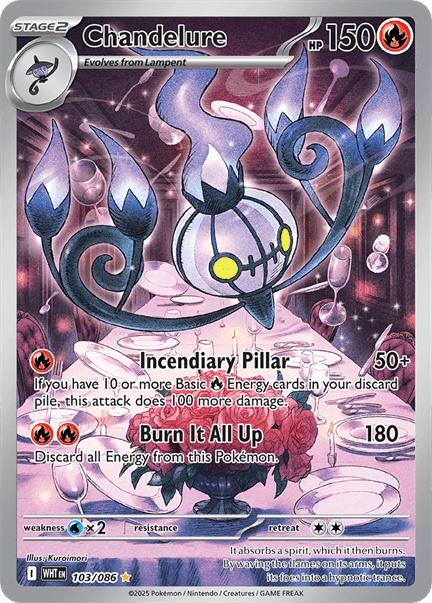 STAGE2
Chandelure
HP 150
Evolves from Lampent
Incendiary Pillar 50+
If you have 10 or more Basic Energy cards in your discard
pile, this attack does 100 more damage.
Burn It All Up 180
Discard all Energy from this Pokémon.
weakness ×2 resistance retreat
Illus. Kuroimori
I WHT EN 103/086
It absorbs a spirit, which it then burns.
By waving the flames on its arms, it puts
its foes into a hypnotic trance.
©2025 Pokémon / Nintendo / Creatures / GAME FREAK